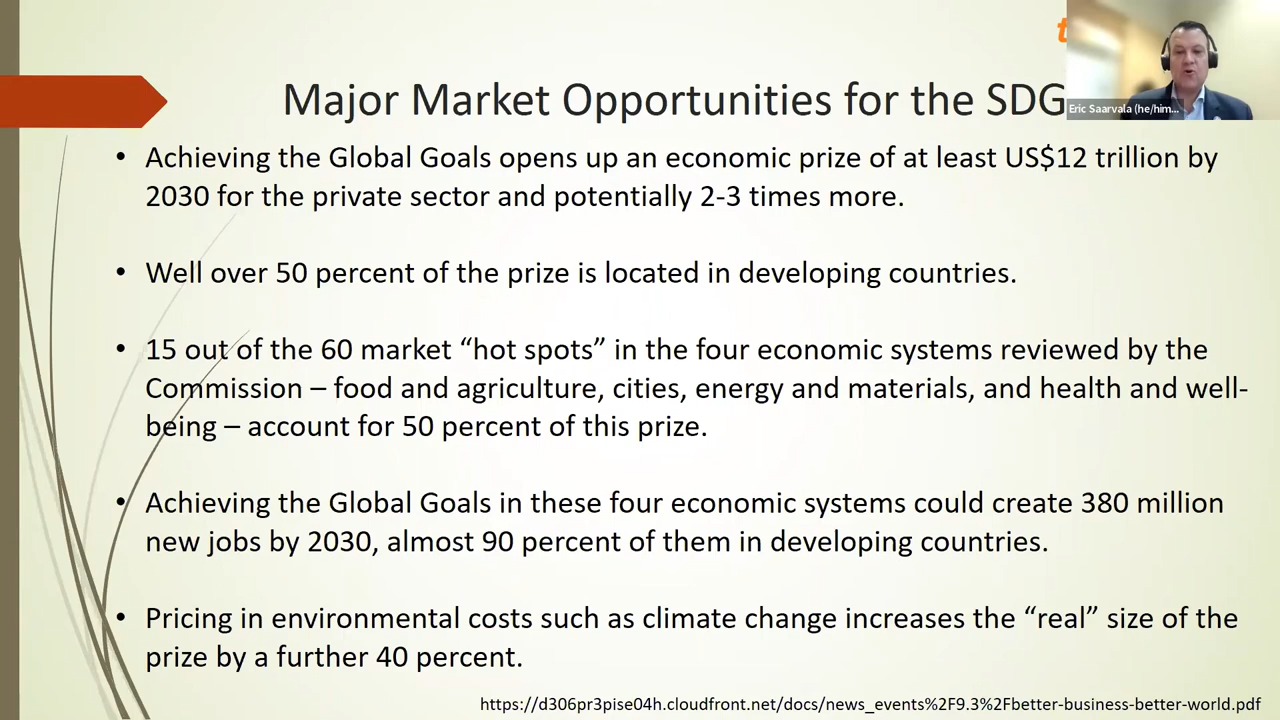 Major Market Opportunities for the SDG
Eric Saarvala (he/him...
• Achieving the Global Goals opens up an economic prize of at least US$12 trillion by
2030 for the private sector and potentially 2-3 times more.
• Well over 50 percent of the prize is located in developing countries.
• 15 out of the 60 market “hot spots” in the four economic systems reviewed by the
Commission – food and agriculture, cities, energy and materials, and health and well-
being – account for 50 percent of this prize.
• Achieving the Global Goals in these four economic systems could create 380 million
new jobs by 2030, almost 90 percent of them in developing countries.
• Pricing in environmental costs such as climate change increases the “real” size of the
prize by a further 40 percent.
https://d306pr3pise04h.cloudfront.net/docs/news_events%2F9.3%2Fbetter-business-better-world.pdf